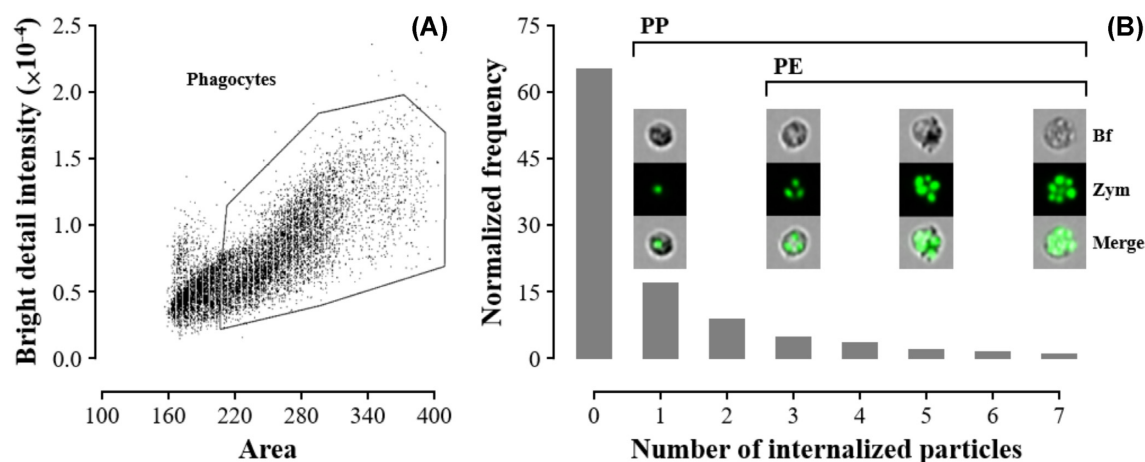 (A)
Bright detail intensity (×10⁻⁴)
2.5
2.0
1.5
1.0
0.5
0.0
Phagocytes
100 160 220 280 340 400
Area
(B)
Normalized frequency
75
60
45
30
15
0
PP
PE
Bf
Zym
Merge
0 1 2 3 4 5 6 7
Number of internalized particles